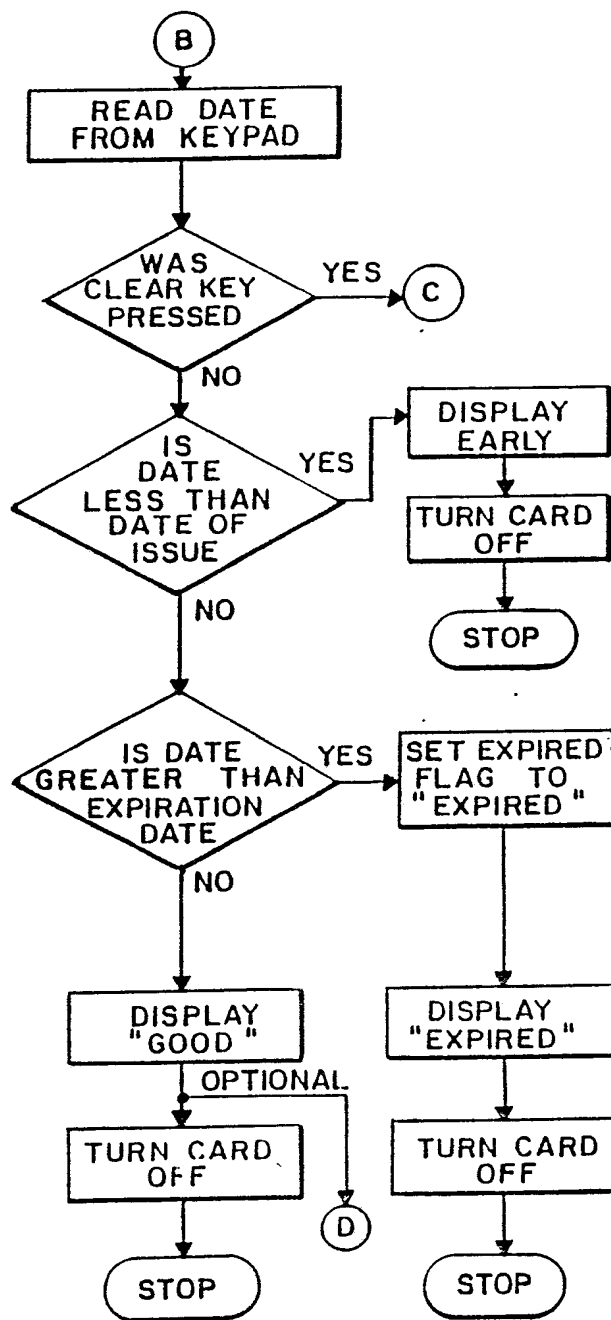 B
READ DATE
FROM KEYPAD
WAS
CLEAR KEY
PRESSED
YES
C
NO
IS
DATE
LESS THAN
DATE OF
ISSUE
YES
DISPLAY
EARLY
TURN CARD
OFF
STOP
NO
IS DATE
GREATER THAN
EXPIRATION
DATE
YES
SET EXPIRED
FLAG TO
"EXPIRED"
NO
DISPLAY
"GOOD"
DISPLAY
"EXPIRED"
OPTIONAL
TURN CARD
OFF
D
TURN CARD
OFF
STOP
STOP